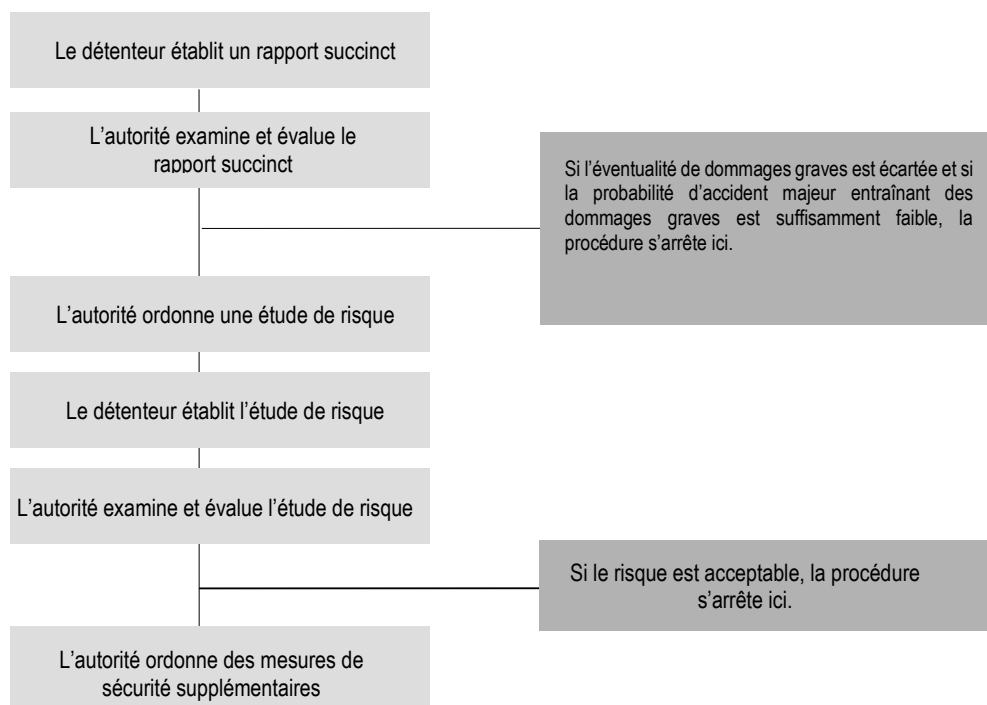 Le détenteur établit un rapport succinct
L’autorité examine et évalue le
rapport succinct
Si l’éventualité de dommages graves est écartée et si
la probabilité d’accident majeur entraînant des
dommages graves est suffisamment faible, la
procédure s’arrête ici.
L’autorité ordonne une étude de risque
Le détenteur établit l’étude de risque
L’autorité examine et évalue l’étude de risque
Si le risque est acceptable, la procédure
s’arrête ici.
L’autorité ordonne des mesures de
sécurité supplémentaires